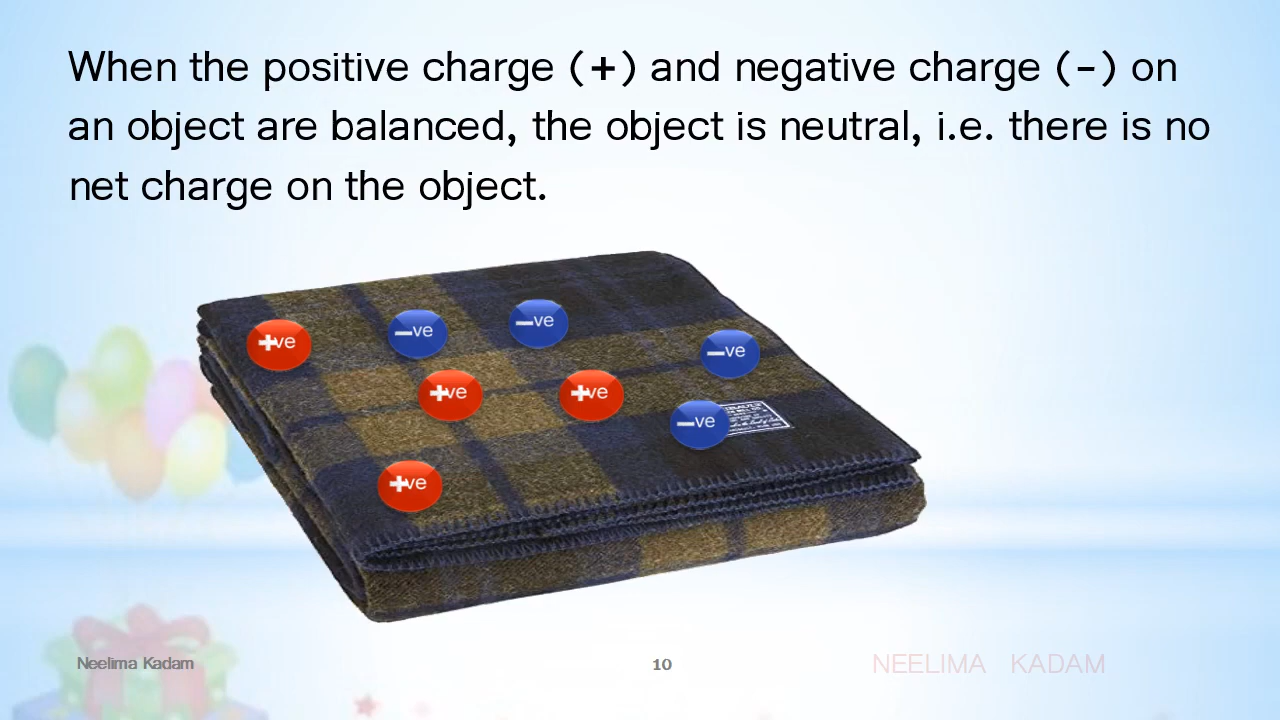 When the positive charge (+) and negative charge (-) on
an object are balanced, the object is neutral, i.e. there is no
net charge on the object.
+ve
-ve
-ve
-ve
+ve
+ve
-ve
+ve
Neelima Kadam
10
NEELIMA KADAM